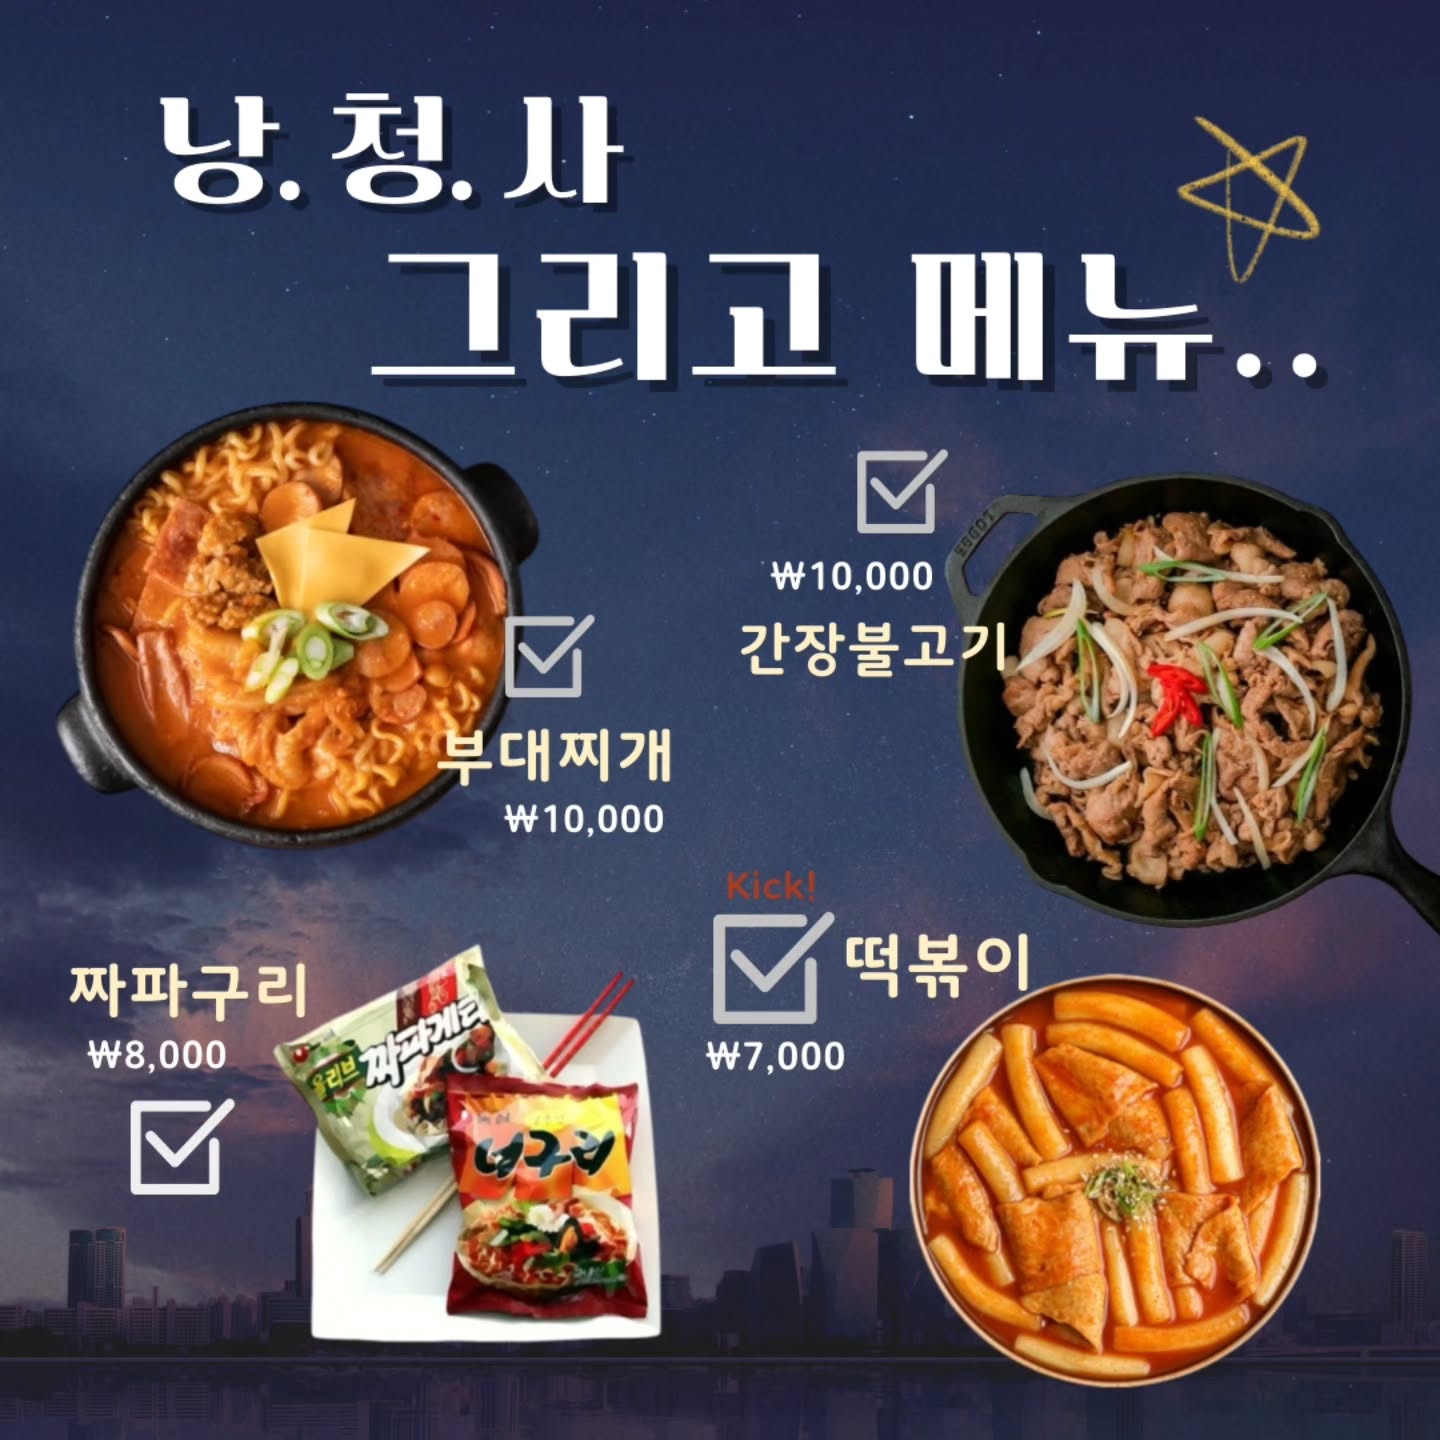 낭.청.사
그리고 메뉴..
₩10,000
간장불고기
부대찌개
₩10,000
Kick!
떡볶이
₩7,000
짜파구리
₩8,000
올리브
짜파게티
너구리